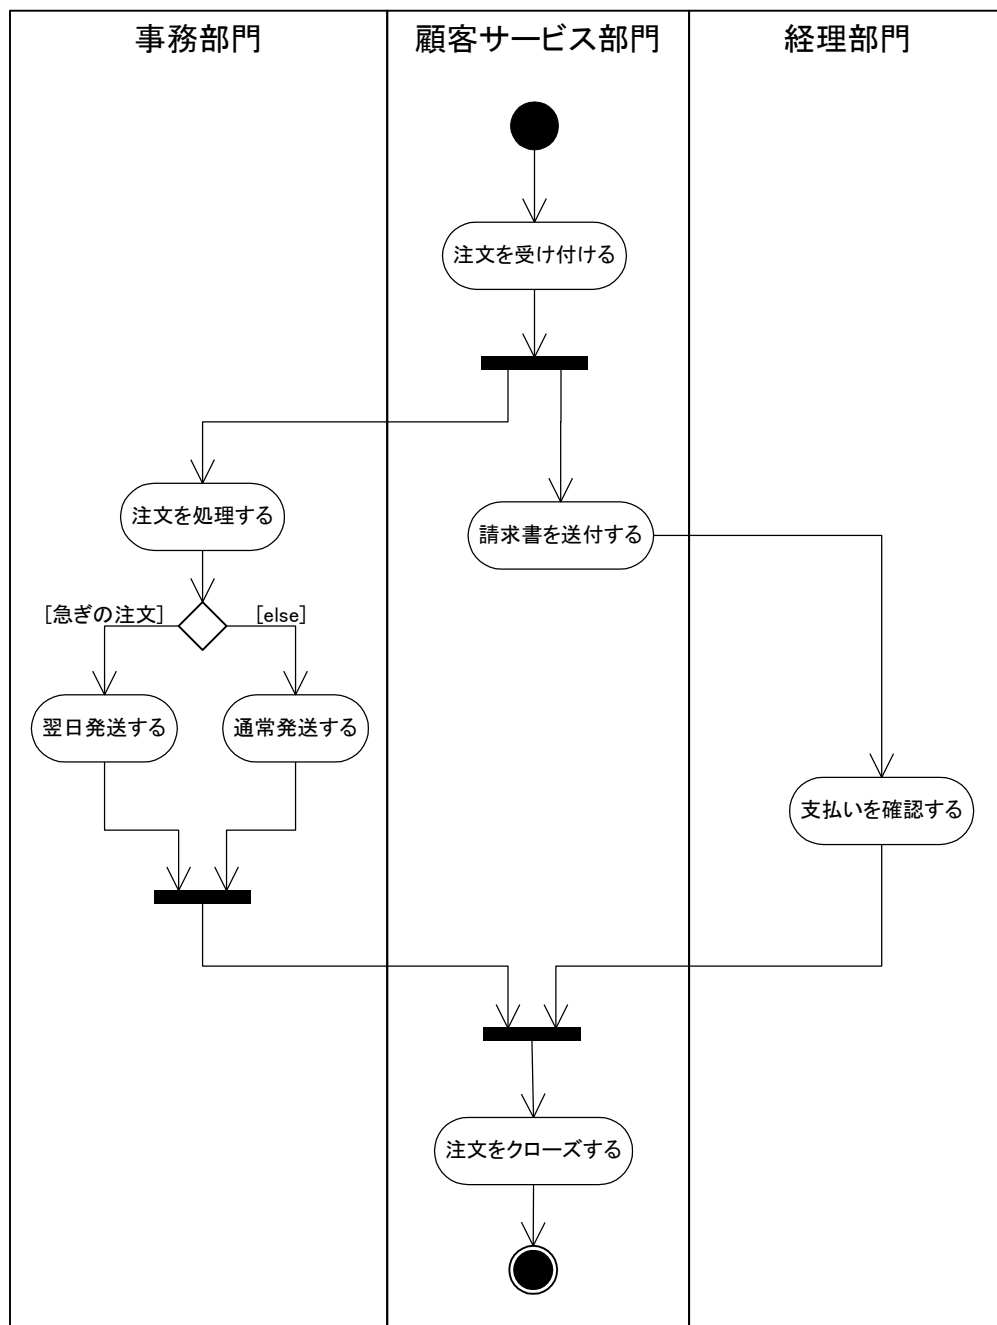 事務部門
顧客サービス部門
経理部門
注文を受け付ける
注文を処理する
請求書を送付する
[急ぎの注文]
[else]
翌日発送する
通常発送する
支払いを確認する
注文をクローズする